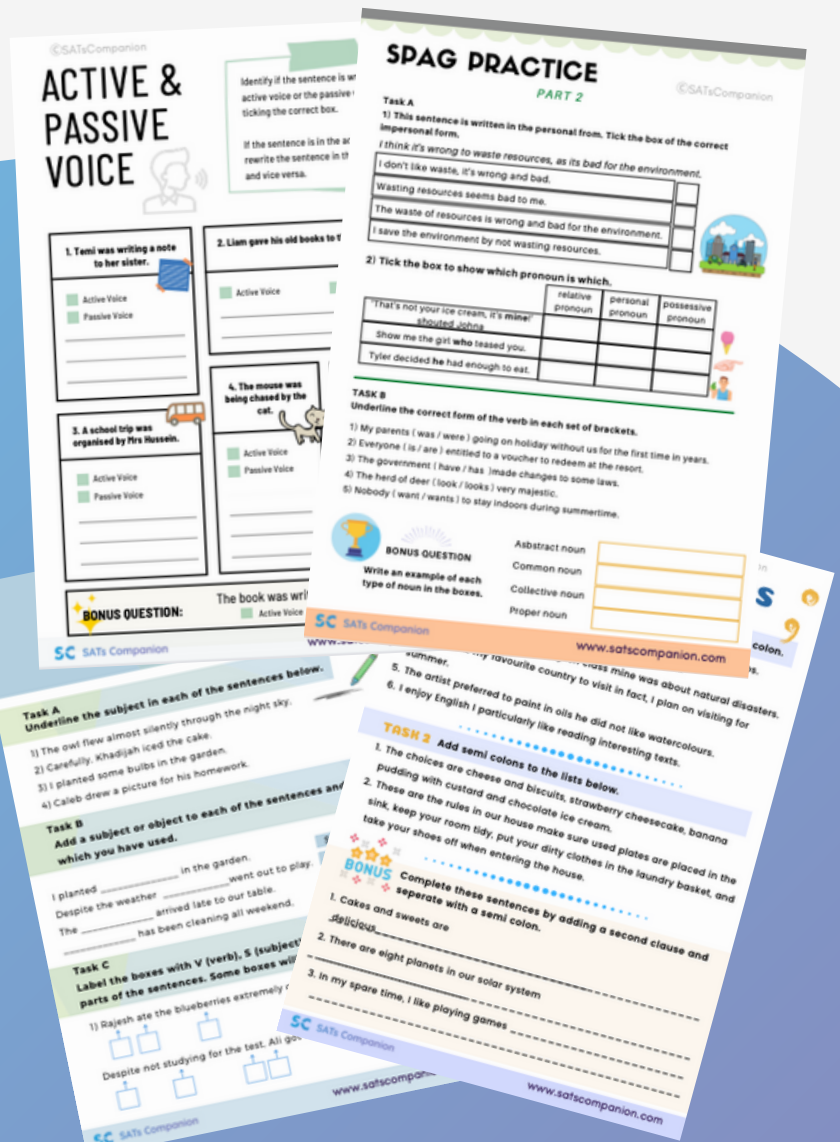 ©SATsCompanion
ACTIVE &
PASSIVE
VOICE
Identify if the sentence is
active voice or the passive
ticking the correct box.
If the sentence is in the
rewrite the sentence in
and vice versa.
1. Temi was writing a note
to her sister.
Active Voice
Passive Voice
2. Liam gave his old books to
Active Voice
3. A school trip was
organised by Mrs Hussein.
Active Voice
Passive Voice
4. The mouse was
being chased by the
cat.
Active Voice
Passive Voice
BONUS QUESTION:
The book was
Active Voice
SC SATs Companion
SPAG PRACTICE
PART 2
©SATsCompanion
Task A
1) This sentence is written in the personal from. Tick the box of the correct
impersonal form.
I think it's wrong to waste resources, as its bad for the environment.
I don't like waste, it's wrong and bad.
Wasting resources seems bad to me.
The waste of resources is wrong and bad for the environment.
I save the environment by not wasting resources.
2) Tick the box to show which pronoun is which.
relative pronoun
personal pronoun
possessive pronoun
'That's not your ice cream, it's mine!'
shouted Johna
Show me the girl who teased you.
Tyler decided he had enough to eat.
TASK B
Underline the correct form of the verb in each set of brackets.
1) My parents ( was / were ) going on holiday without us for the first time in years.
2) Everyone ( is / are ) entitled to a voucher to redeem at the resort.
3) The government ( have / has )made changes to some laws.
4) The herd of deer ( look / looks ) very majestic.
5) Nobody ( want / wants ) to stay indoors during summertime.
BONUS QUESTION
Write an example of each
type of noun in the boxes.
Asbstract noun
Common noun
Collective noun
Proper noun
SC SATs Companion
www.satscompanion.com
Task A
Underline the subject in each of the sentences below.
1) The owl flew almost silently through the night sky.
2) Carefully, Khadijah iced the cake.
3) I planted some bulbs in the garden.
4) Caleb drew a picture for his homework.
Task B
Add a subject or object to each of the sentences and
which you have used.
I planted ______________ in the garden.
Despite the weather ____________went out to play.
The _____________ arrived late to our table.
_____________ has been cleaning all weekend.
Task C
Label the boxes with V (verb), S (subject)
parts of the sentences. Some boxes
1) Rajesh ate the blueberries extremely
Despite not studying for the test, Ali
SC SATs Companion
colon.
class mine was about natural disasters.
my favourite country to visit in fact, I plan on visiting for
summer.
5. The artist preferred to paint in oils he did not like watercolours.
6. I enjoy English I particularly like reading interesting texts.
TASK 2 Add semi colons to the lists below.
1. The choices are cheese and biscuits, strawberry cheesecake, banana
pudding with custard and chocolate ice cream.
2. These are the rules in our house make sure used plates are placed in the
sink, keep your room tidy, put your dirty clothes in the laundry basket, and
take your shoes off when entering the house.
BONUS
Complete these sentences by adding a second clause and
seperate with a semi colon.
1. Cakes and sweets are
delicious
2. There are eight planets in our solar system
3. In my spare time, I like playing games
SC SATs Companion
www.satscompanion.com